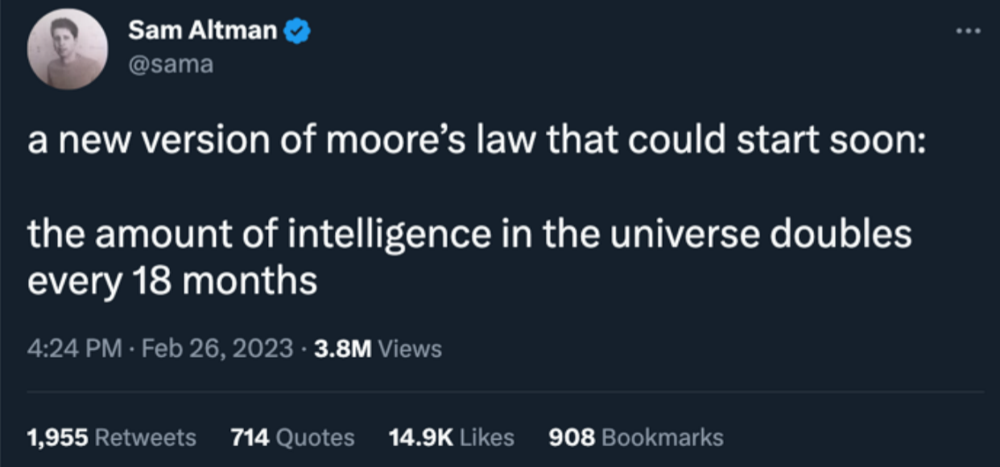 Sam Altman
@sama
a new version of moore’s law that could start soon:
the amount of intelligence in the universe doubles
every 18 months
4:24 PM · Feb 26, 2023 · 3.8M Views
1,955 Retweets 714 Quotes 14.9K Likes 908 Bookmarks